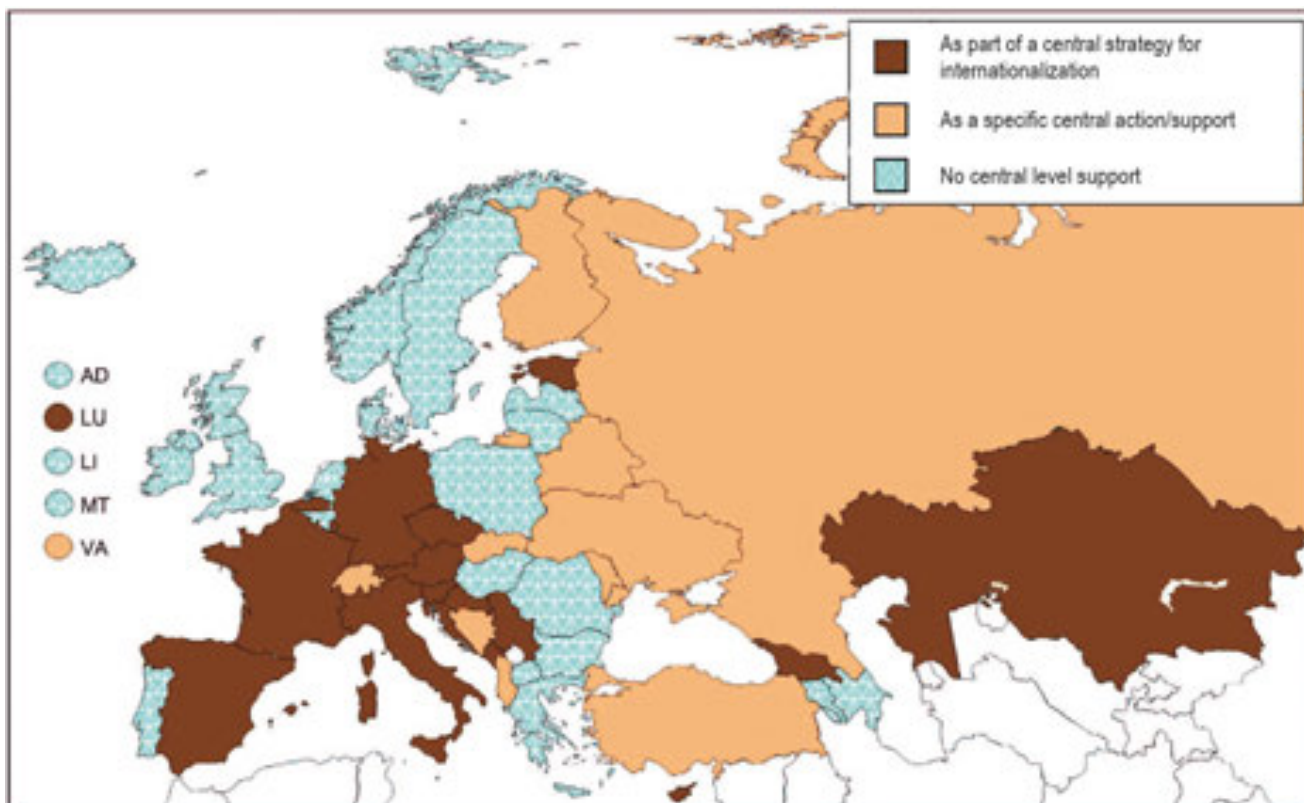 As part of a central strategy for
internationalization
As a specific central action/support
No central level support
AD
LU
LI
MT
VA